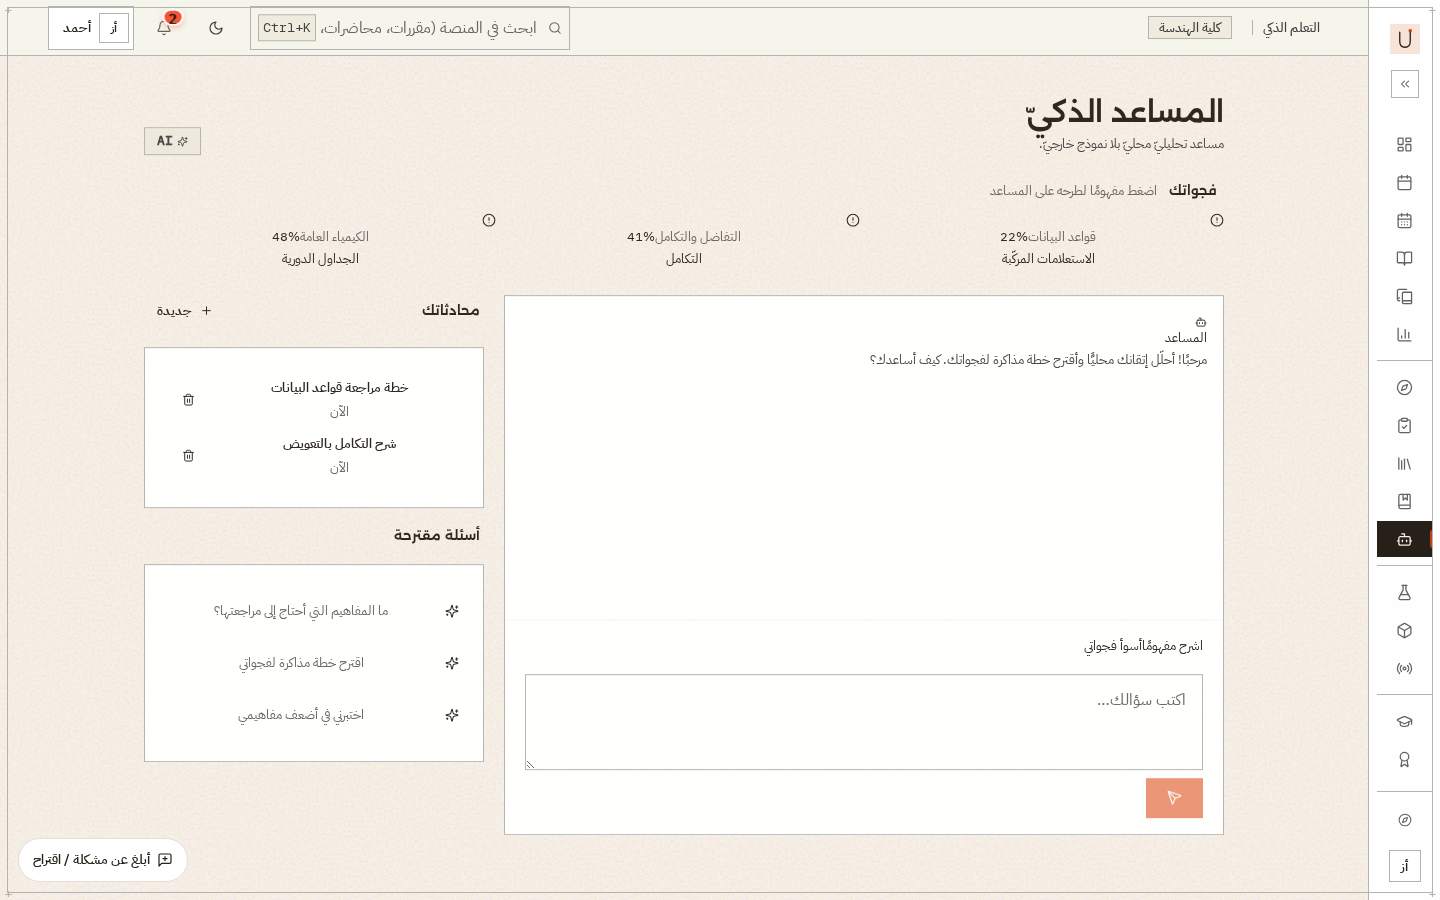 التعلم الذكي
كلية الهندسة
ابحث في المنصة (مقررات، محاضرات،
Ctrl+K
2
أز
أحمد
المساعد الذكيّ
مساعد تحليليّ محليّ بلا نموذج خارجيّ.
AI
فجواتك
اضغط مفهومًا لطرحه على المساعد
قواعد البيانات22%
الاستعلامات المركّبة
التفاضل والتكامل41%
التكامل
الكيمياء العامة48%
الجداول الدورية
المساعد
مرحبًا! أحلّل إتقانك محليًّا وأقترح خطة مذاكرة لفجواتك. كيف أساعدك؟
اشرح مفهومًاأسوأ فجواتي
اكتب سؤالك...
محادثاتك
جديدة
خطة مراجعة قواعد البيانات
الآن
شرح التكامل بالتعويض
الآن
أسئلة مقترحة
ما المفاهيم التي أحتاج إلى مراجعتها؟
اقترح خطة مذاكرة لفجواتي
اختبرني في أضعف مفاهيمي
أبلغ عن مشكلة / اقتراح
أز